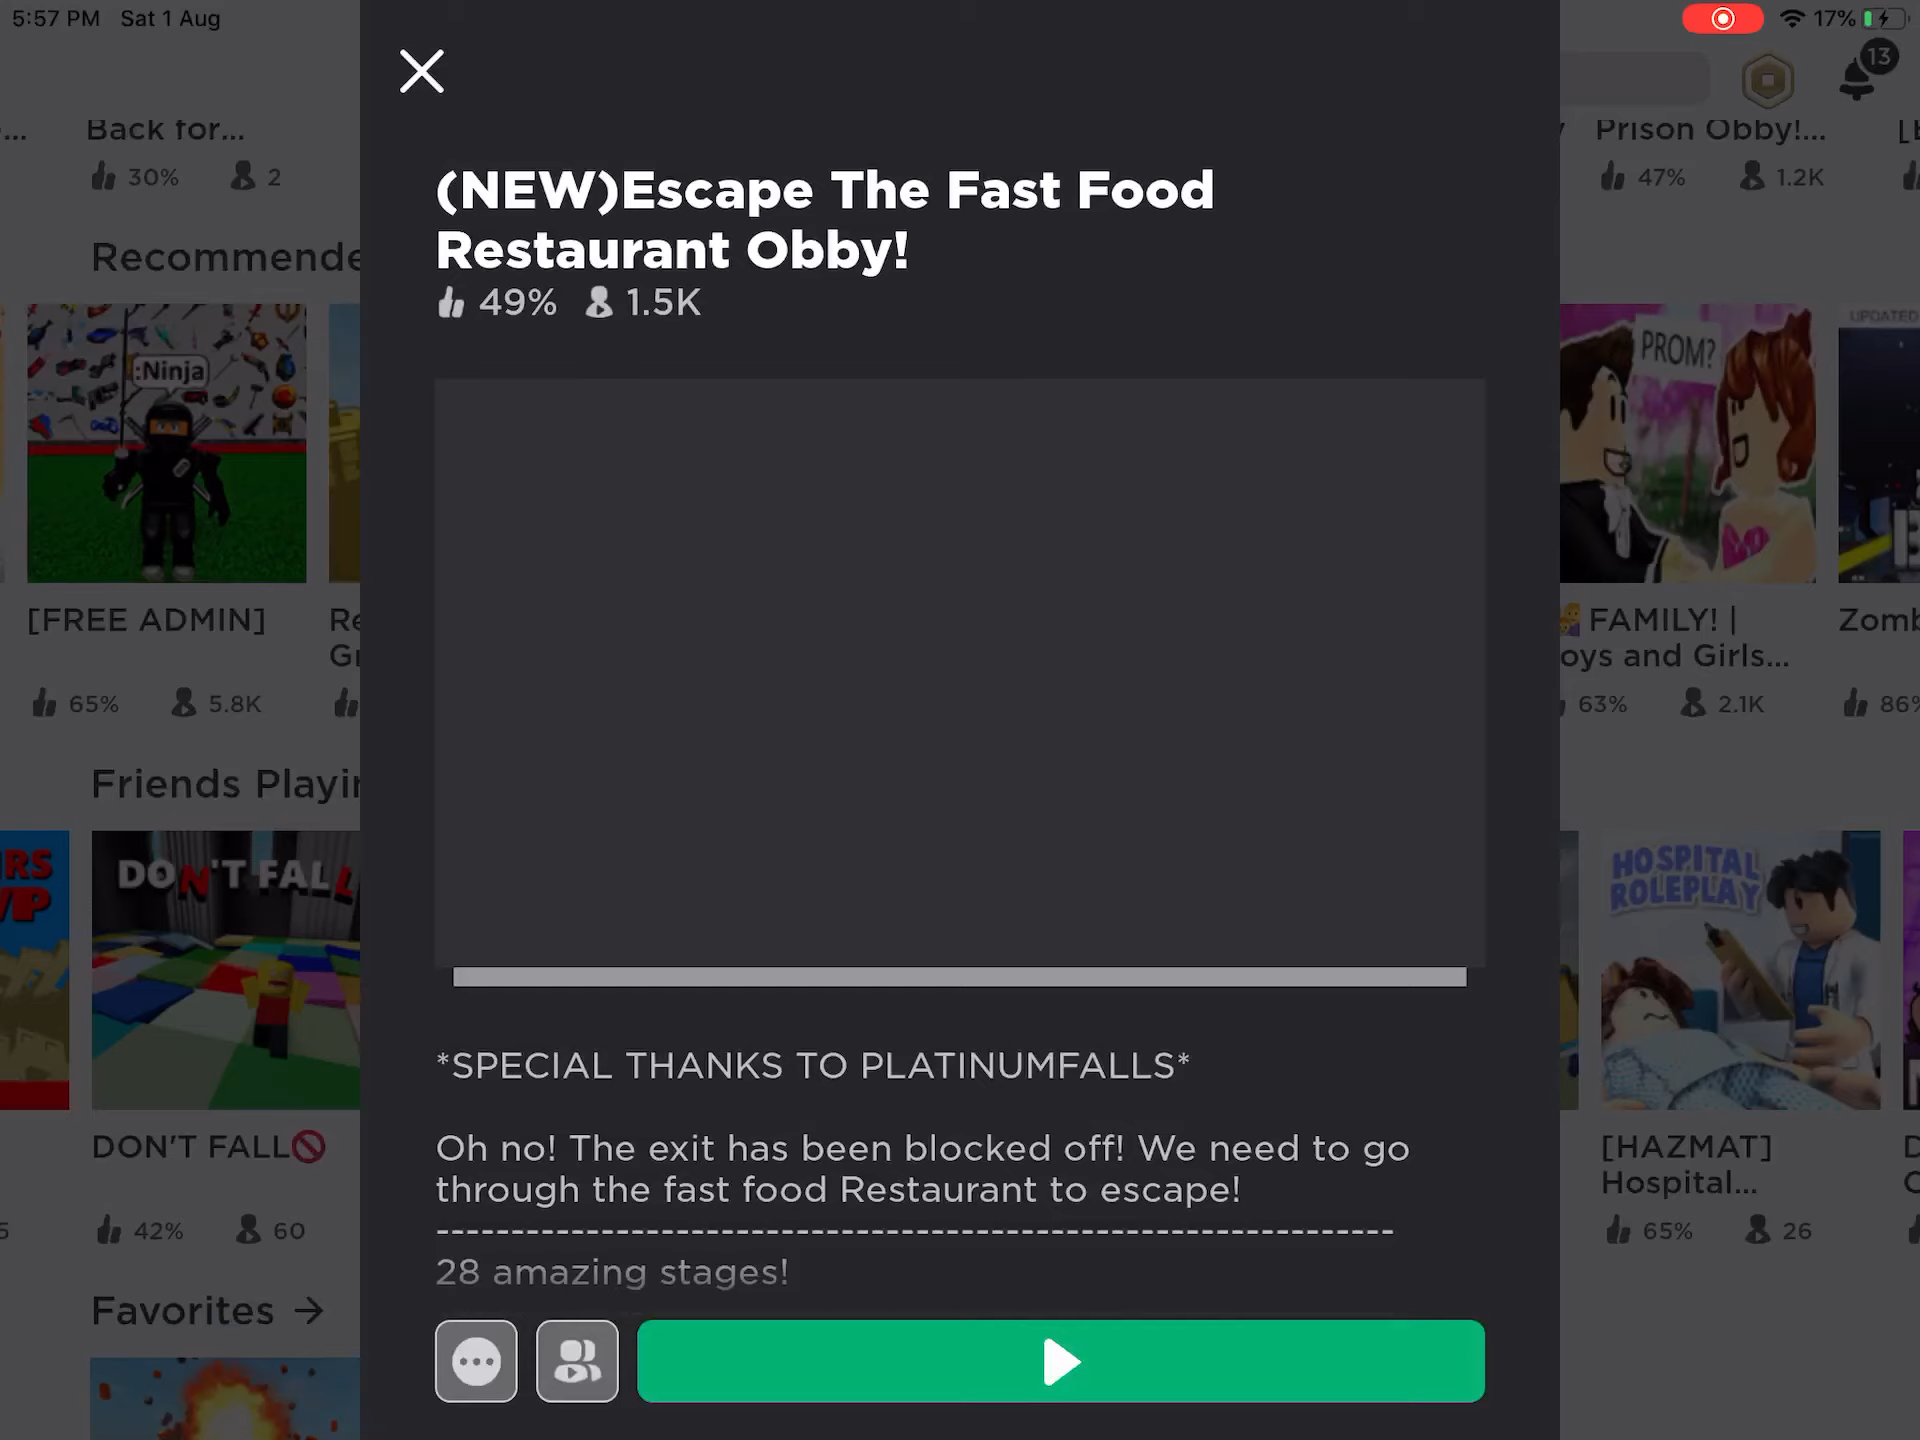 5:57 PM Sat 1 Aug
17%
13
(NEW)Escape The Fast Food
Restaurant Obby!
49% 1.5K
*SPECIAL THANKS TO PLATINUMFALLS*
Oh no! The exit has been blocked off! We need to go
through the fast food Restaurant to escape!
----------------------------------------------------------------
28 amazing stages!
Back for...
30% 2
Prison Obby!...
47% 1.2K
Recommende
:Ninja
[FREE ADMIN]
65% 5.8K
PROM?
FAMILY! |
oys and Girls...
63% 2.1K
UPDATED
Zomb
86%
Friends Playin
DON'T FALL
DON'T FALL🚫
42% 60
HOSPITAL
ROLEPLAY
[HAZMAT]
Hospital...
65% 26
Favorites →